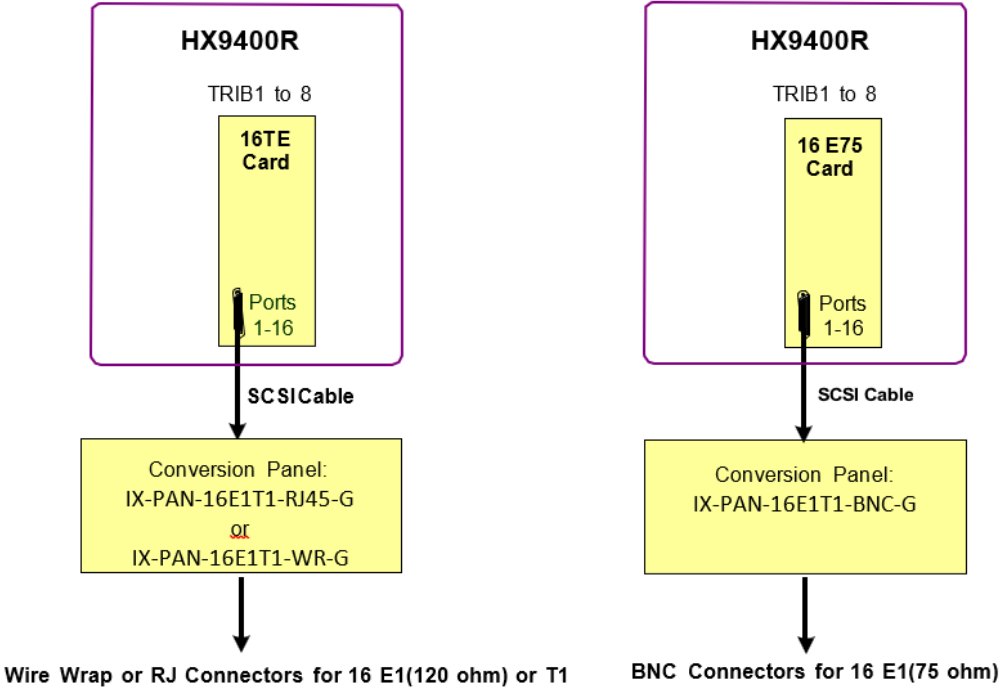 HX9400R
TRIB1 to 8
16TE
Card
Ports
1-16
SCSI Cable
Conversion Panel:
IX-PAN-16E1T1-RJ45-G
or
IX-PAN-16E1T1-WR-G
Wire Wrap or RJ Connectors for 16 E1(120 ohm) or T1
HX9400R
TRIB1 to 8
16 E75
Card
Ports
1-16
SCSI Cable
Conversion Panel:
IX-PAN-16E1T1-BNC-G
BNC Connectors for 16 E1(75 ohm)